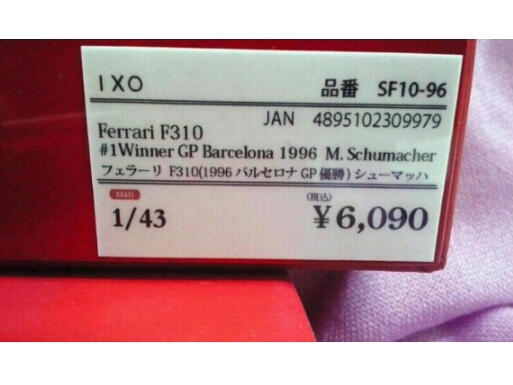 IXO 品番 SF10-96
JAN 4895102309979
Ferrari F310
#1Winner GP Barcelona 1996 M. Schumacher
フェラーリ F310(1996 バルセロナ GP 優勝) シューマッハ
1/43
(税込)
¥6,090